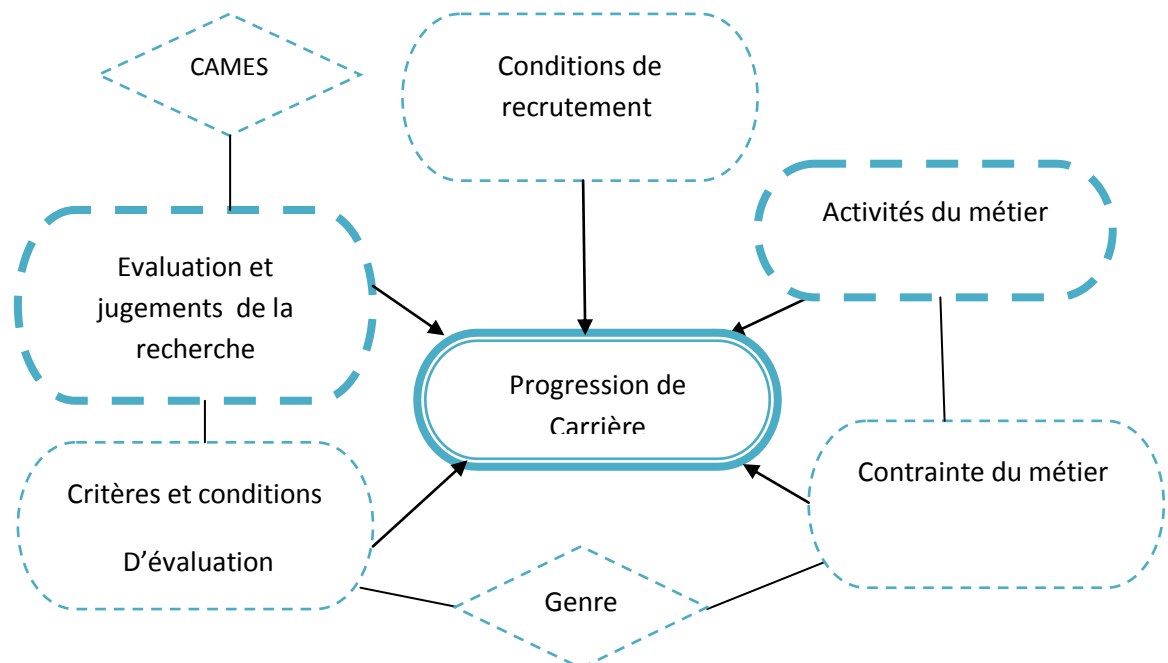 CAMES
Conditions de
recrutement
Activités du métier
Evaluation et
jugements de la
recherche
Progression de
Carrière
Contrainte du métier
Critères et conditions
D’évaluation
Genre